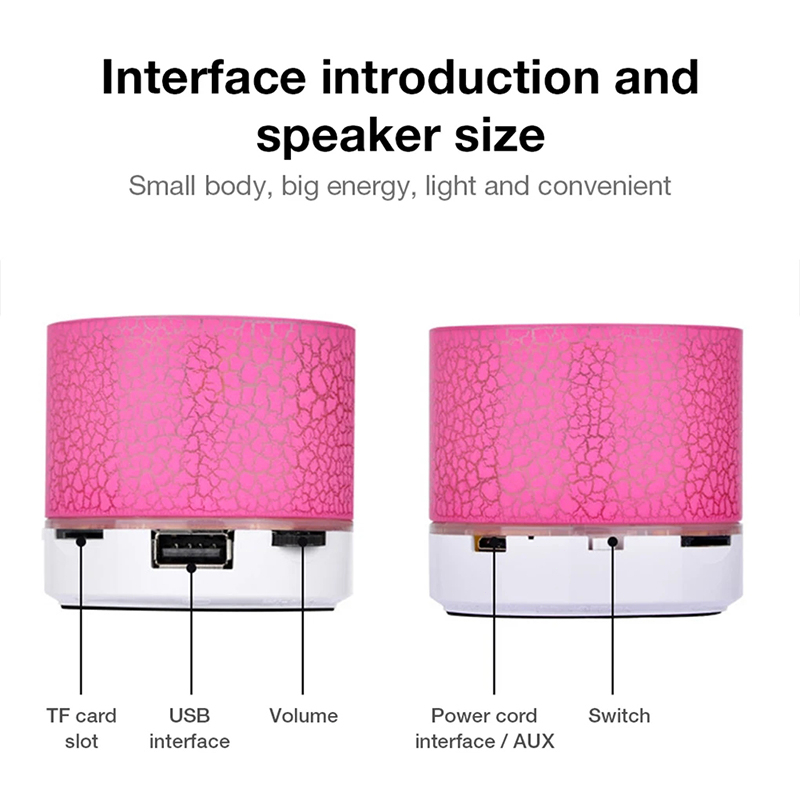 Interface introduction and
speaker size
Small body, big energy, light and convenient
TF card
slot
USB
interface
Volume
Power cord
interface / AUX
Switch